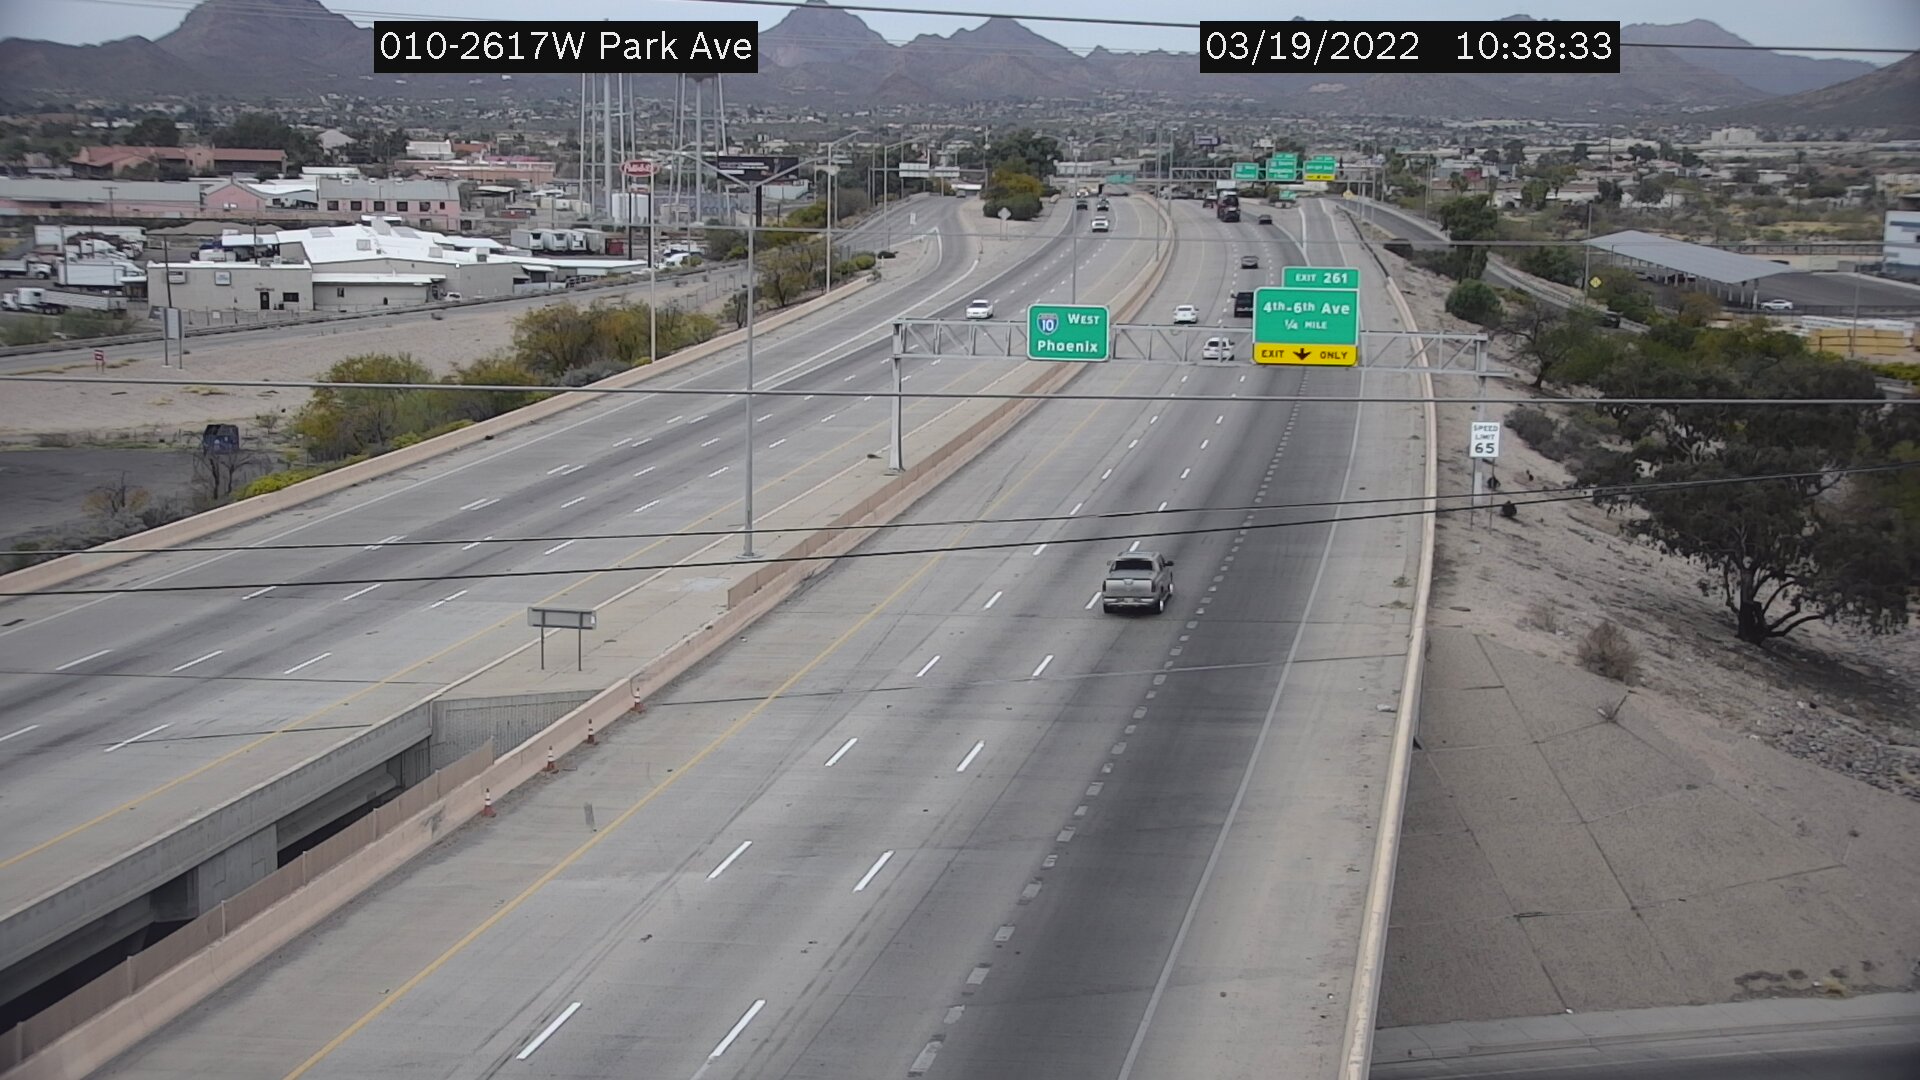 010-2617W Park Ave
03/19/2022 10:38:33
EXIT 261
4th-6th Ave
1/4 MILE
EXIT ONLY
10 WEST
Phoenix
SPEED
LIMIT
65